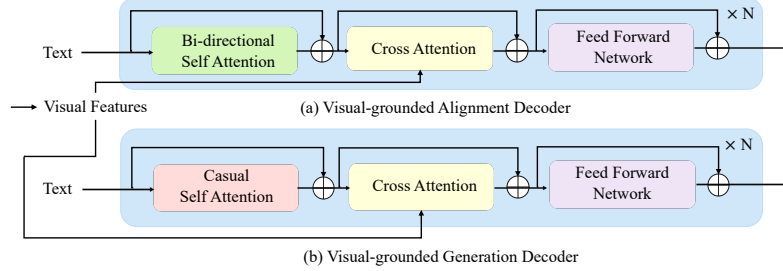 × N
Text
Bi-directional
Self Attention
Cross Attention
Feed Forward
Network
Visual Features
(a) Visual-grounded Alignment Decoder
× N
Text
Casual
Self Attention
Cross Attention
Feed Forward
Network
(b) Visual-grounded Generation Decoder